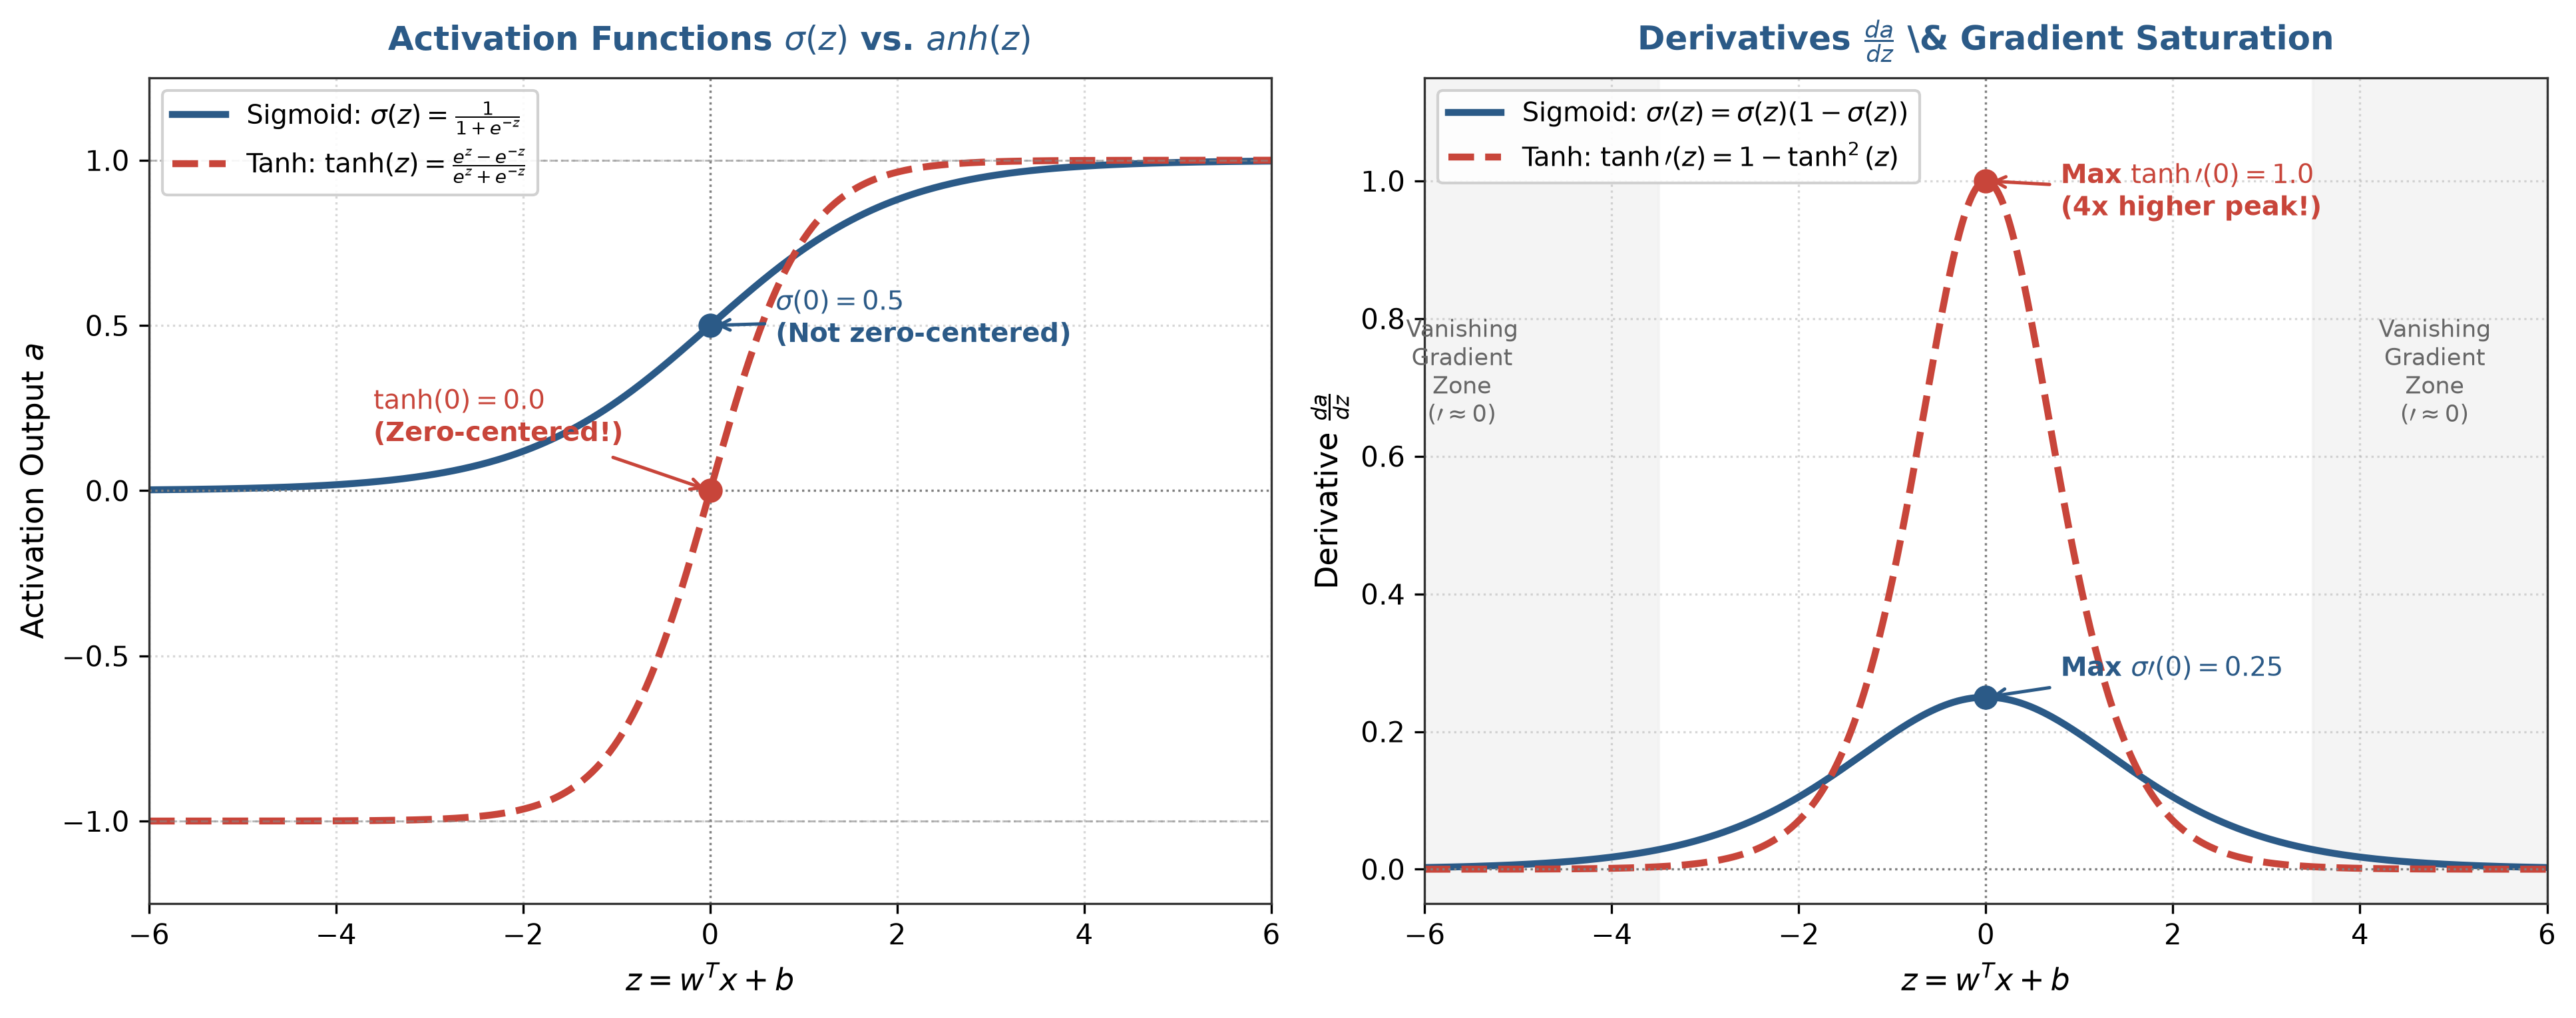 Activation Functions σ(z) vs. anh(z)
Sigmoid: σ(z) = 1/(1 + e^{−z})
Tanh: tanh(z) = (e^z − e^{−z})/(e^z + e^{−z})
σ(0) = 0.5
(Not zero-centered)
tanh(0) = 0.0
(Zero-centered!)
Activation Output a
1.0
0.5
0.0
−0.5
−1.0
−6 −4 −2 0 2 4 6
z = w^T x + b
Derivatives da/dz \& Gradient Saturation
Sigmoid: σ′(z) = σ(z)(1 − σ(z))
Tanh: tanh ′(z) = 1 − tanh² (z)
Max tanh ′(0) = 1.0
(4x higher peak!)
Vanishing
Gradient
Zone
(′ ≈ 0)
Vanishing
Gradient
Zone
(′ ≈ 0)
Max σ′(0) = 0.25
Derivative da/dz
1.0
0.8
0.6
0.4
0.2
0.0
−6 −4 −2 0 2 4 6
z = w^T x + b